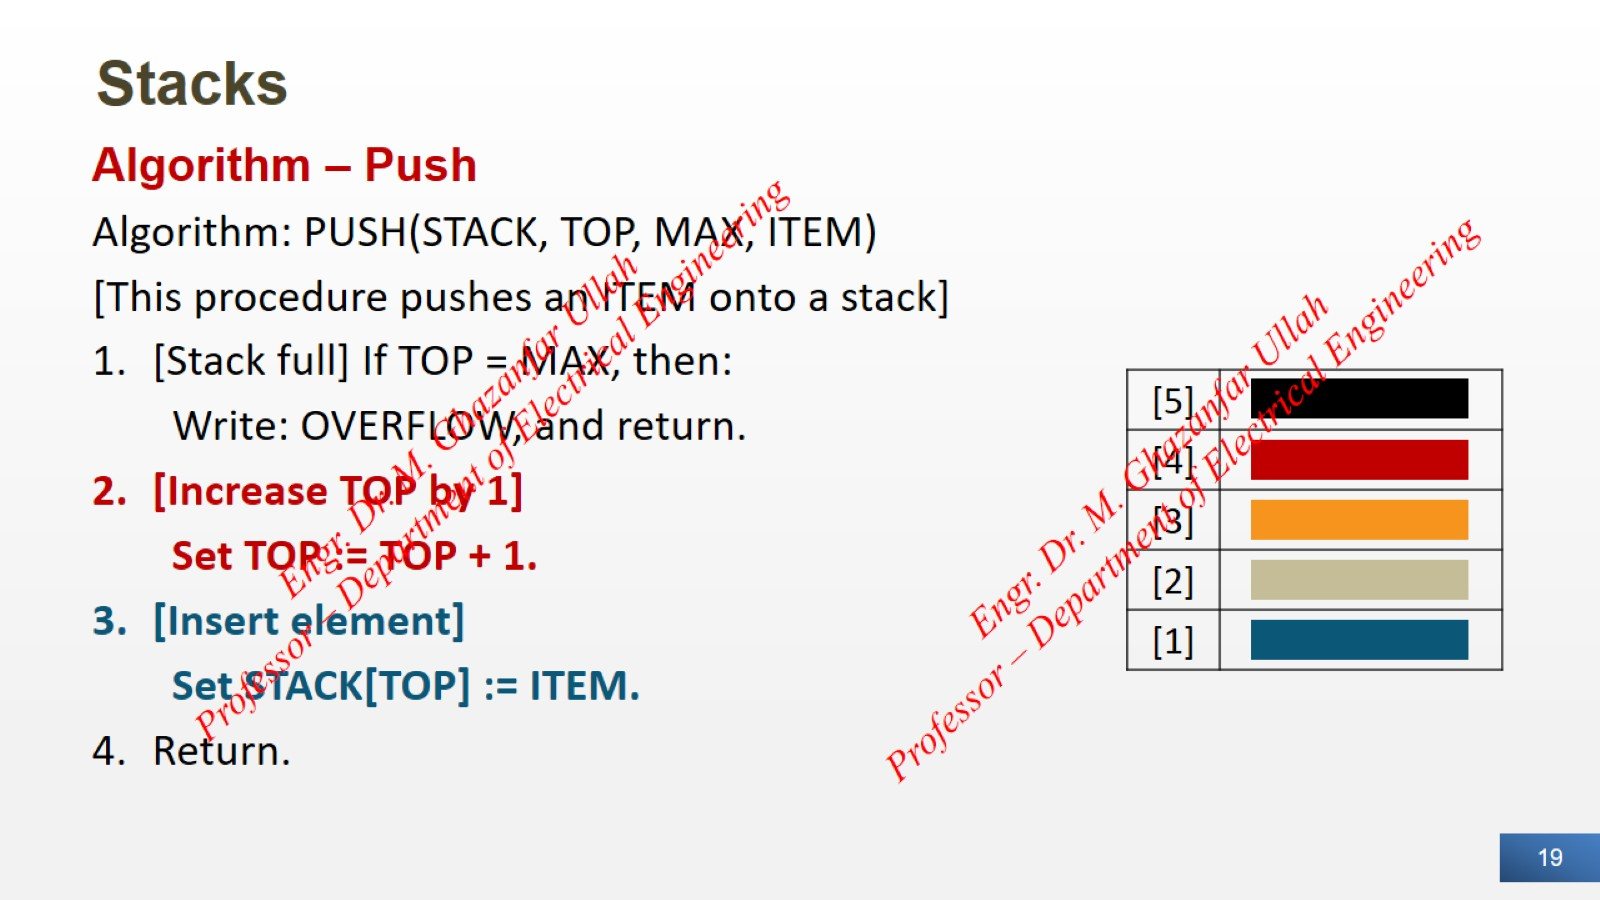 Stacks
Algorithm – Push
Algorithm: PUSH(STACK, TOP, MAX, ITEM)
[This procedure pushes an ITEM onto a stack]
1. [Stack full] If TOP = MAX, then:
Write: OVERFLOW, and return.
2. [Increase TOP by 1]
Set TOP := TOP + 1.
3. [Insert element]
Set STACK[TOP] := ITEM.
4. Return.
Engr. Dr. M. Ghazanfar Ullah
Professor – Department of Electrical Engineering
[5]
[4]
[3]
[2]
[1]
Engr. Dr. M. Ghazanfar Ullah
Professor – Department of Electrical Engineering
19